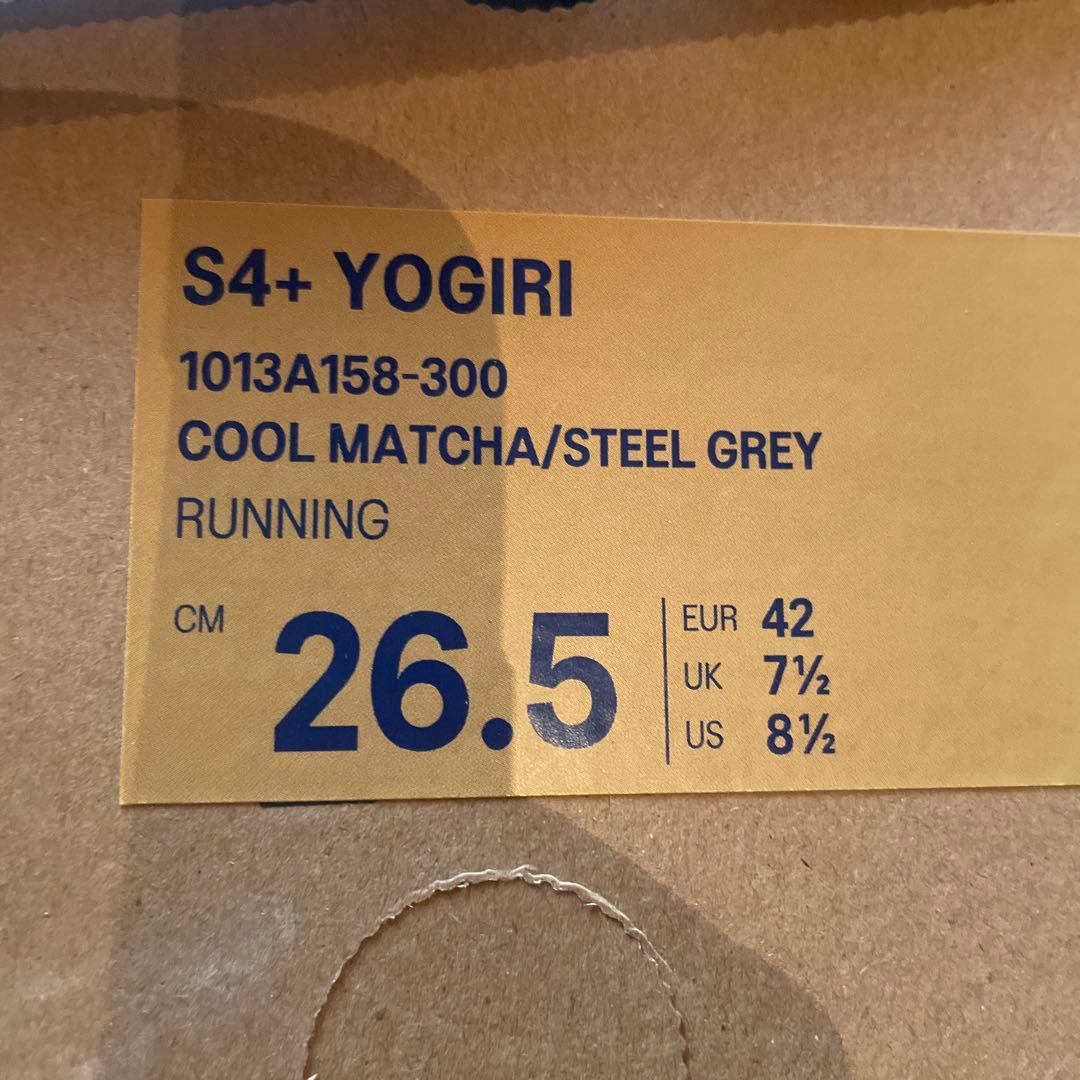 S4+ YOGIRI
1013A158-300
COOL MATCHA/STEEL GREY
RUNNING
CM 26.5
EUR 42
UK 7½
US 8½